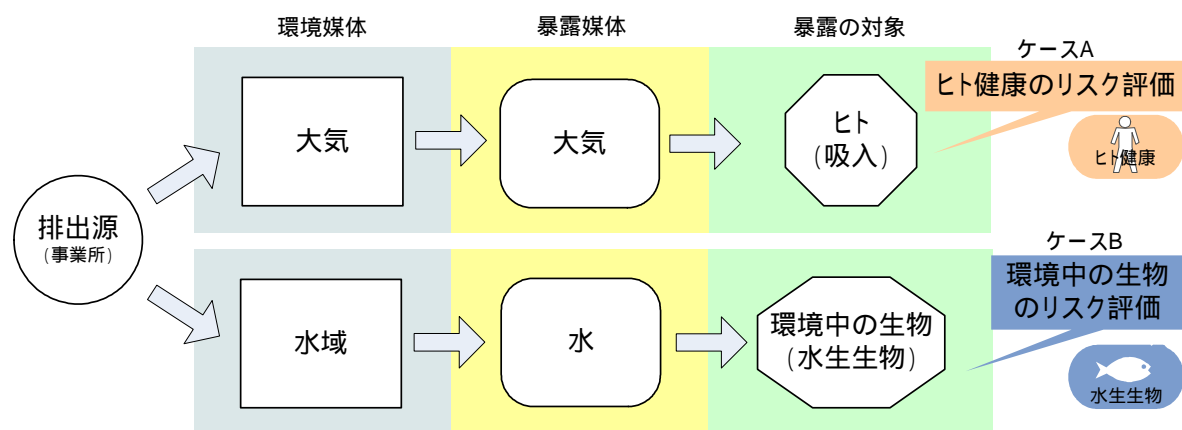 環境媒体
暴露媒体
暴露の対象
ケースA
ヒト健康のリスク評価
大気
大気
ヒト
(吸入)
ヒト健康
排出源
(事業所)
ケースB
環境中の生物
のリスク評価
水域
水
環境中の生物
(水生生物)
水生生物